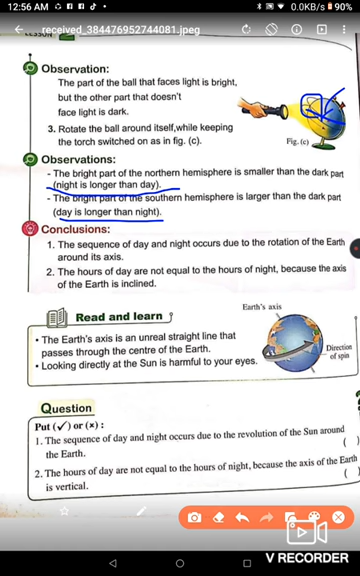 12:56 AM
0.0KB/s 90%
received_384476952744081.jpeg
Observation:
The part of the ball that faces light is bright,
but the other part that doesn't
face light is dark.
3. Rotate the ball around itself,while keeping
the torch switched on as in fig. (c).
Fig. (c)
Observations:
- The bright part of the northern hemisphere is smaller than the dark part
(night is longer than day).
- The bright part of the southern hemisphere is larger than the dark part
(day is longer than night).
Conclusions:
1. The sequence of day and night occurs due to the rotation of the Earth
around its axis.
2. The hours of day are not equal to the hours of night, because the axis
of the Earth is inclined.
Read and learn
Earth's axis
• The Earth's axis is an unreal straight line that
passes through the centre of the Earth.
• Looking directly at the Sun is harmful to your eyes.
Direction
of spin
Question
Put (✓) or (×) :
1. The sequence of day and night occurs due to the revolution of the Sun around
the Earth. ( )
2. The hours of day are not equal to the hours of night, because the axis of the Earth
is vertical. ( )
V RECORDER